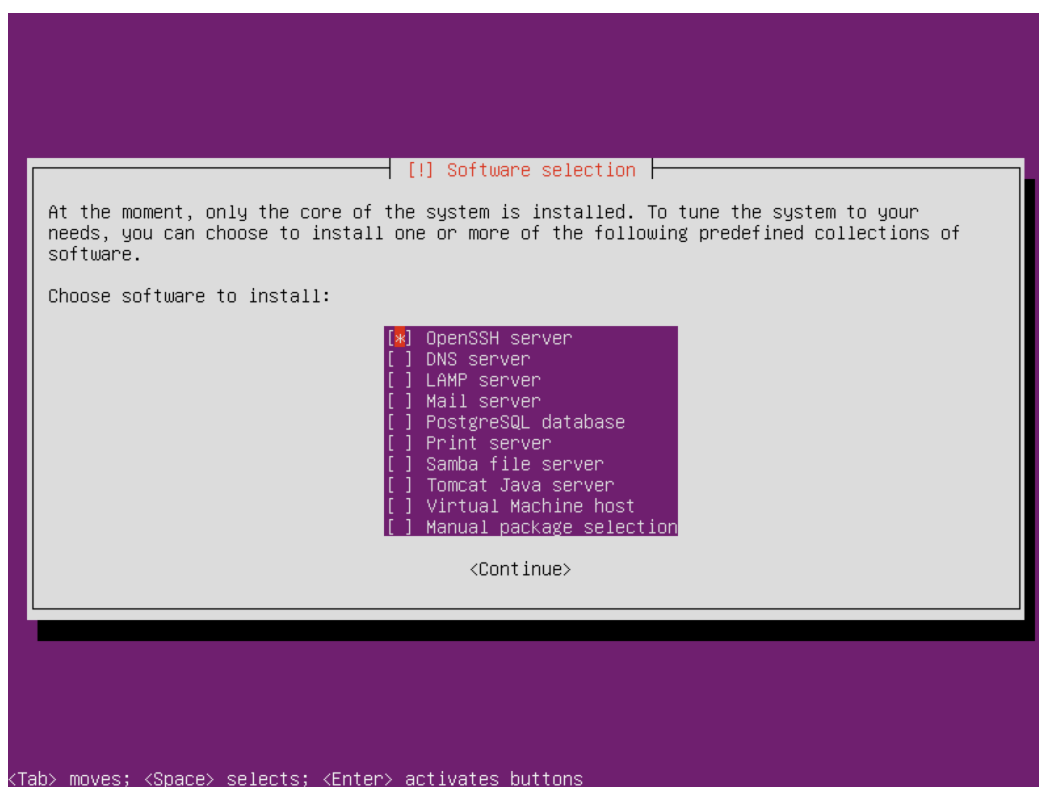 [!] Software selection
At the moment, only the core of the system is installed. To tune the system to your
needs, you can choose to install one or more of the following predefined collections of
software.
Choose software to install:
[*] OpenSSH server
[ ] DNS server
[ ] LAMP server
[ ] Mail server
[ ] PostgreSQL database
[ ] Print server
[ ] Samba file server
[ ] Tomcat Java server
[ ] Virtual Machine host
[ ] Manual package selection
<Continue>
<Tab> moves; <Space> selects; <Enter> activates buttons